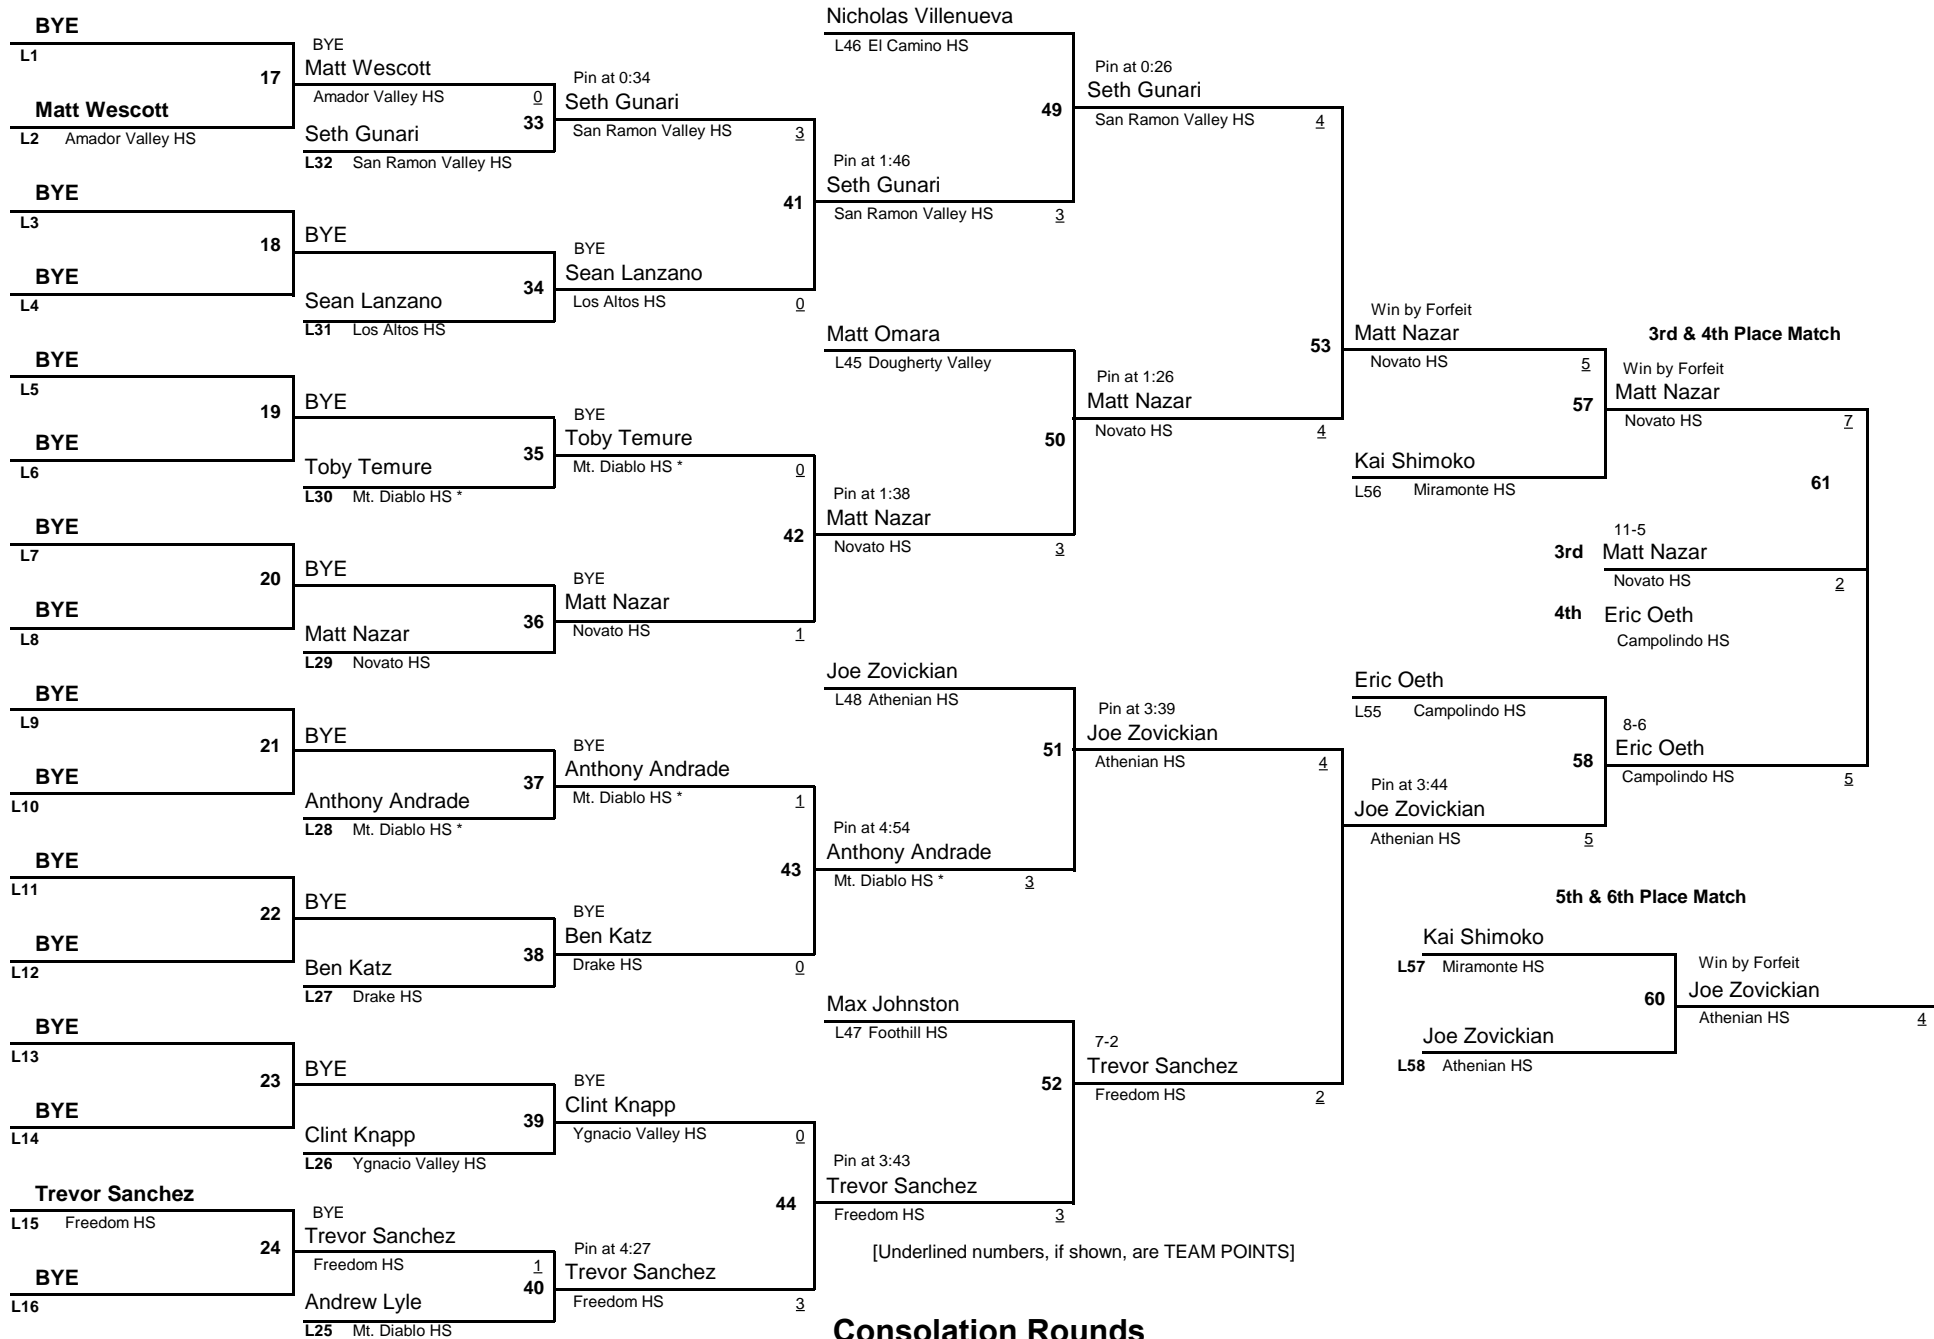 BYE
L1
17
Matt Wescott
L2 Amador Valley HS
BYE
L3
18
BYE
L4
BYE
L5
19
BYE
L6
BYE
L7
20
BYE
L8
BYE
L9
21
BYE
L10
BYE
L11
22
BYE
L12
BYE
L13
23
BYE
L14
Trevor Sanchez
L15 Freedom HS
24
BYE
L16
BYE
Matt Wescott
Amador Valley HS 0
33
Seth Gunari
L32 San Ramon Valley HS
BYE
34
Sean Lanzano
L31 Los Altos HS
BYE
35
Toby Temure
L30 Mt. Diablo HS *
BYE
36
Matt Nazar
L29 Novato HS
BYE
37
Anthony Andrade
L28 Mt. Diablo HS *
BYE
38
Ben Katz
L27 Drake HS
BYE
39
Clint Knapp
L26 Ygnacio Valley HS
BYE
Trevor Sanchez
Freedom HS 1
40
Andrew Lyle
L25 Mt. Diablo HS
Pin at 0:34
Seth Gunari
San Ramon Valley HS 3
41
BYE
Sean Lanzano
Los Altos HS 0
BYE
Toby Temure
Mt. Diablo HS * 0
42
BYE
Matt Nazar
Novato HS 1
BYE
Anthony Andrade
Mt. Diablo HS * 1
43
BYE
Ben Katz
Drake HS 0
BYE
Clint Knapp
Ygnacio Valley HS 0
44
Pin at 4:27
Trevor Sanchez
Freedom HS 3
Nicholas Villenueva
L46 El Camino HS
49
Pin at 1:46
Seth Gunari
San Ramon Valley HS 3
Matt Omara
L45 Dougherty Valley
50
Pin at 1:38
Matt Nazar
Novato HS 3
Joe Zovickian
L48 Athenian HS
51
Pin at 4:54
Anthony Andrade
Mt. Diablo HS * 3
Max Johnston
L47 Foothill HS
52
Pin at 3:43
Trevor Sanchez
Freedom HS 3
Pin at 0:26
Seth Gunari
San Ramon Valley HS 4
53
Pin at 1:26
Matt Nazar
Novato HS 4
Pin at 3:39
Joe Zovickian
Athenian HS 4
7-2
Trevor Sanchez
Freedom HS 2
Win by Forfeit
Matt Nazar
Novato HS 5
57
Kai Shimoko
L56 Miramonte HS
Eric Oeth
L55 Campolindo HS
58
Pin at 3:44
Joe Zovickian
Athenian HS 5
3rd & 4th Place Match
Win by Forfeit
Matt Nazar
Novato HS 7
61
11-5
3rd Matt Nazar
Novato HS 2
4th Eric Oeth
Campolindo HS
8-6
Eric Oeth
Campolindo HS 5
5th & 6th Place Match
Kai Shimoko
L57 Miramonte HS
60
Joe Zovickian
L58 Athenian HS
Win by Forfeit
Joe Zovickian
Athenian HS 4
[Underlined numbers, if shown, are TEAM POINTS]
Consolation Rounds